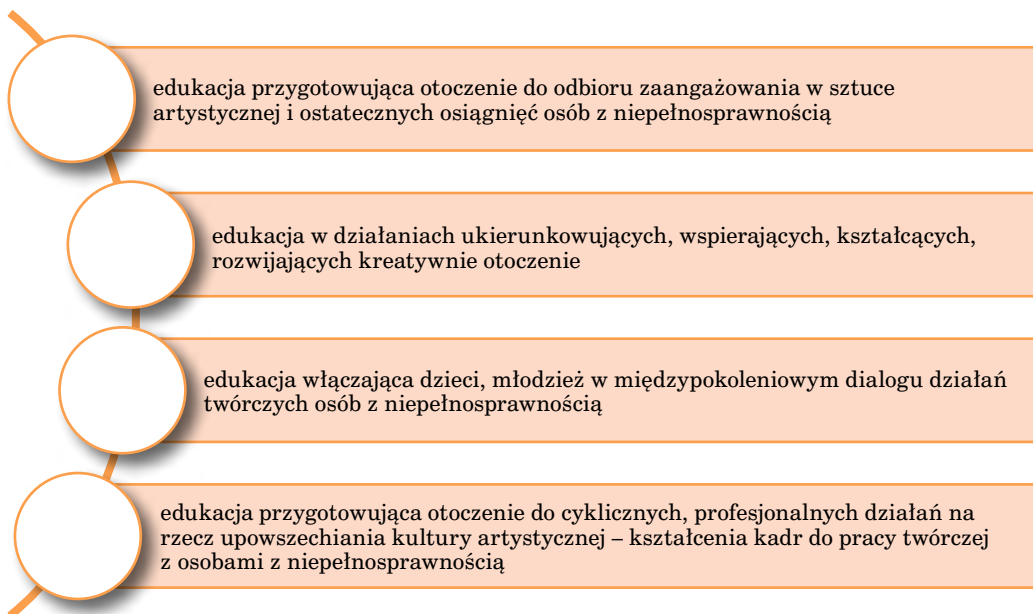 edukacja przygotowująca otoczenie do odbioru zaangażowania w sztuce
artystycznej i ostatecznych osiągnięć osób z niepełnosprawnością
edukacja w działaniach ukierunkowujących, wspierających, kształcących,
rozwijających kreatywnie otoczenie
edukacja włączająca dzieci, młodzież w międzypokoleniowym dialogu działań
twórczych osób z niepełnosprawnością
edukacja przygotowująca otoczenie do cyklicznych, profesjonalnych działań na
rzecz upowszechiania kultury artystycznej – kształcenia kadr do pracy twórczej
z osobami z niepełnosprawnością